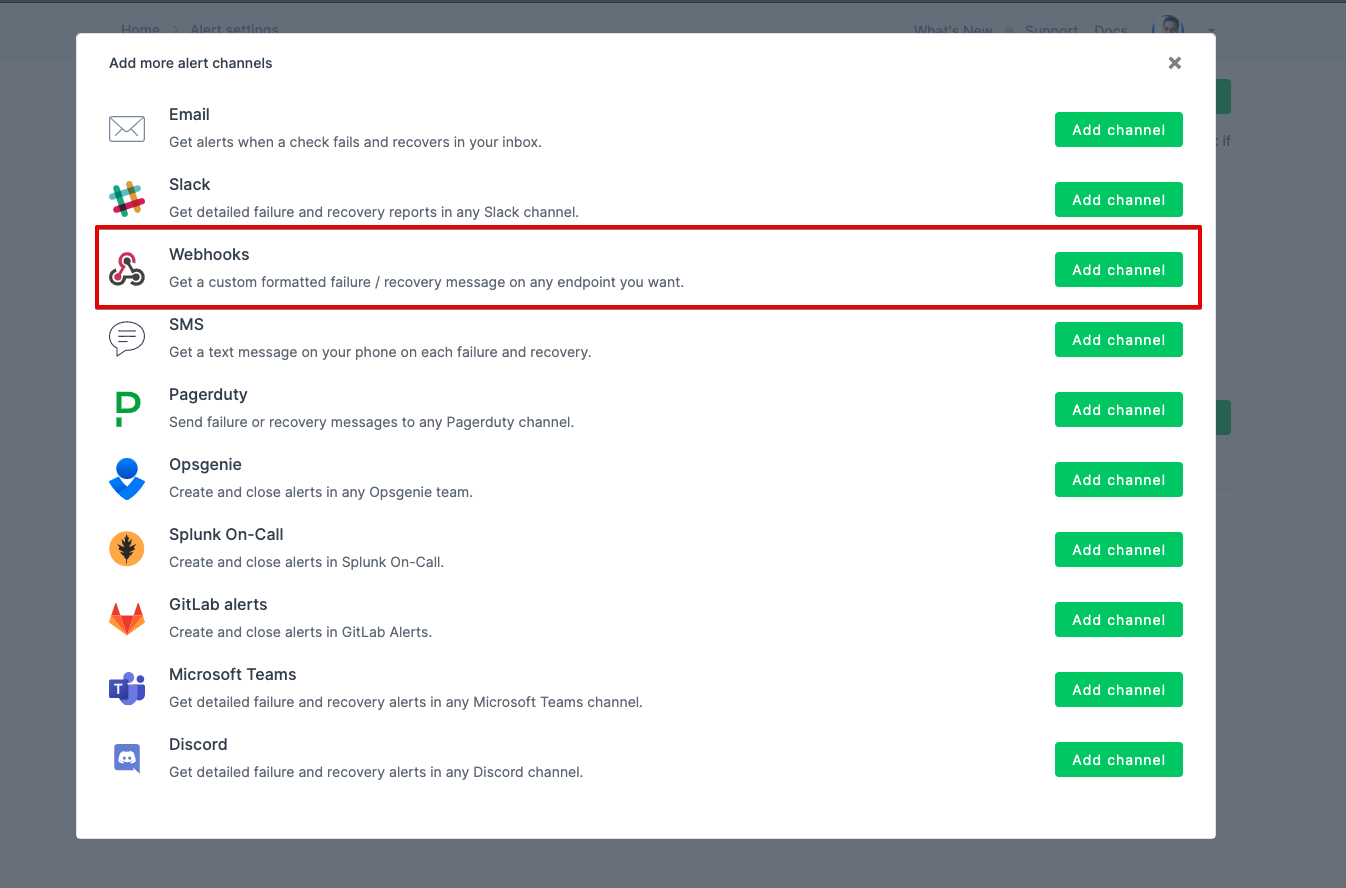 Home > Alert settings
What's New Support Docs
Add more alert channels
Email
Get alerts when a check fails and recovers in your inbox.
Add channel
if
Slack
Get detailed failure and recovery reports in any Slack channel.
Add channel
Webhooks
Get a custom formatted failure / recovery message on any endpoint you want.
Add channel
SMS
Get a text message on your phone on each failure and recovery.
Add channel
Pagerduty
Send failure or recovery messages to any Pagerduty channel.
Add channel
Opsgenie
Create and close alerts in any Opsgenie team.
Add channel
Splunk On-Call
Create and close alerts in Splunk On-Call.
Add channel
GitLab alerts
Create and close alerts in GitLab Alerts.
Add channel
Microsoft Teams
Get detailed failure and recovery alerts in any Microsoft Teams channel.
Add channel
Discord
Get detailed failure and recovery alerts in any Discord channel.
Add channel